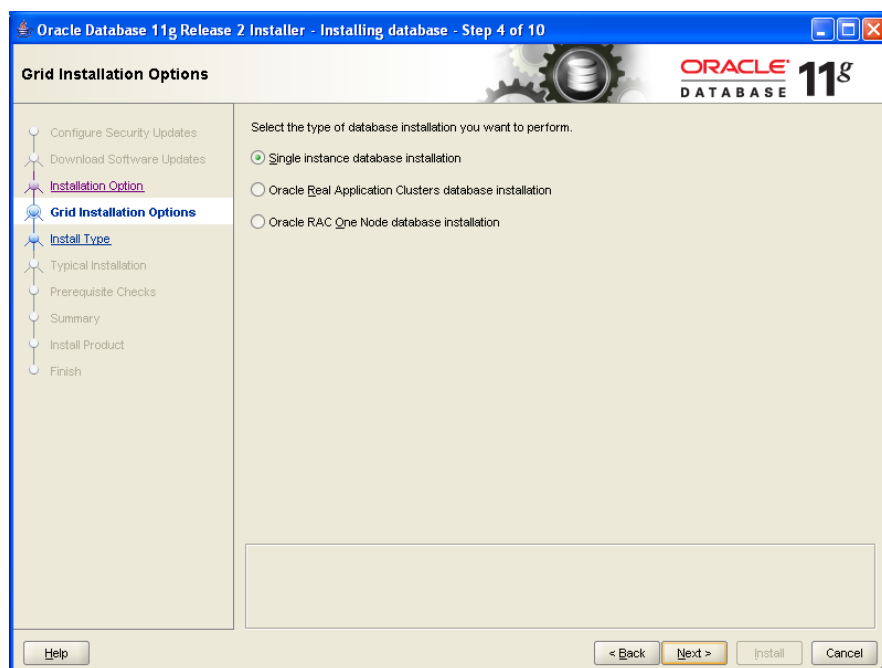 Oracle Database 11g Release 2 Installer - Installing database - Step 4 of 10
Grid Installation Options
ORACLE
DATABASE
11g
Configure Security Updates
Download Software Updates
Installation Option
Grid Installation Options
Install Type
Typical Installation
Prerequisite Checks
Summary
Install Product
Finish
Select the type of database installation you want to perform.
Single instance database installation
Oracle Real Application Clusters database installation
Oracle RAC One Node database installation
Help
< Back
Next >
Install
Cancel